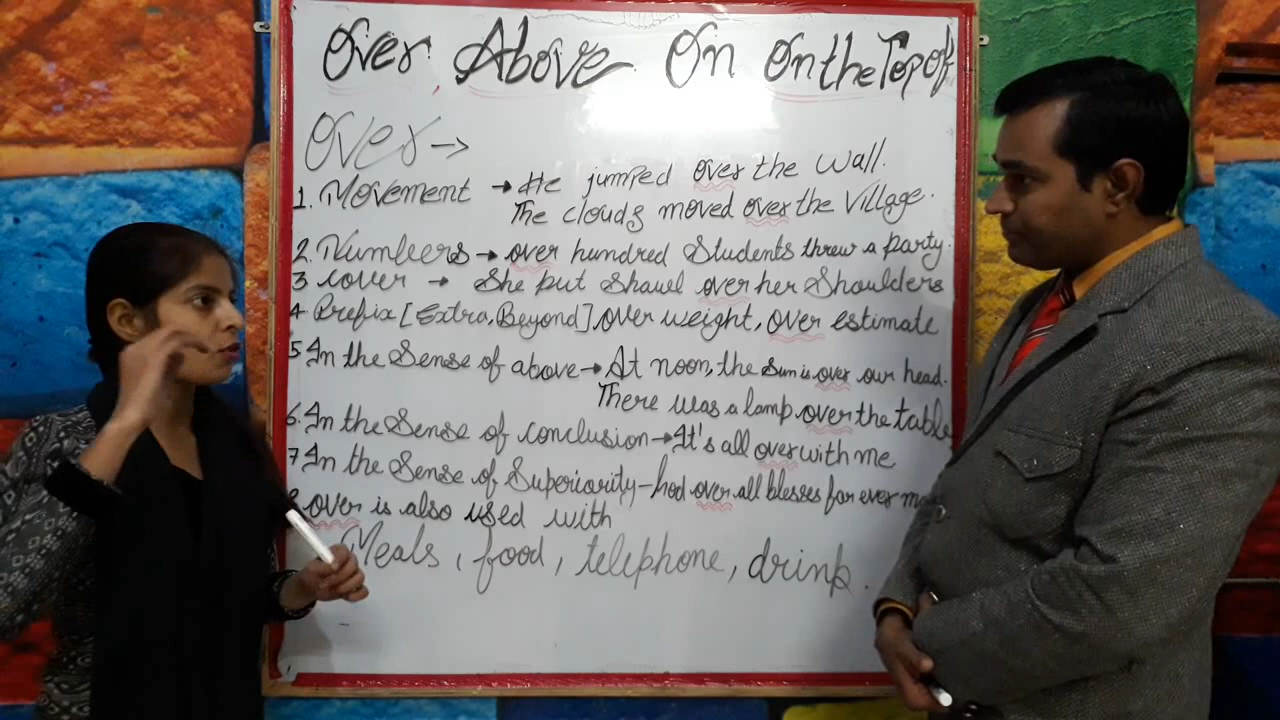 Over, Above On On the Top of
Over →
1. Movement → He jumped over the wall.
The clouds moved over the Village.
2. Numbers → over hundred Students threw a party.
3 cover → She put Shawl over her Shoulders
4 Prefix [Extra, Beyond], over weight, over estimate
5 In the Sense of above → At noon, the Sun is over our head.
There was a lamp over the table
6. In the Sense of conclusion → It's all over with me
7 In the Sense of Superiority - God over all blesses for ever
8 over is also used with
Meals, food, telephone, drink.